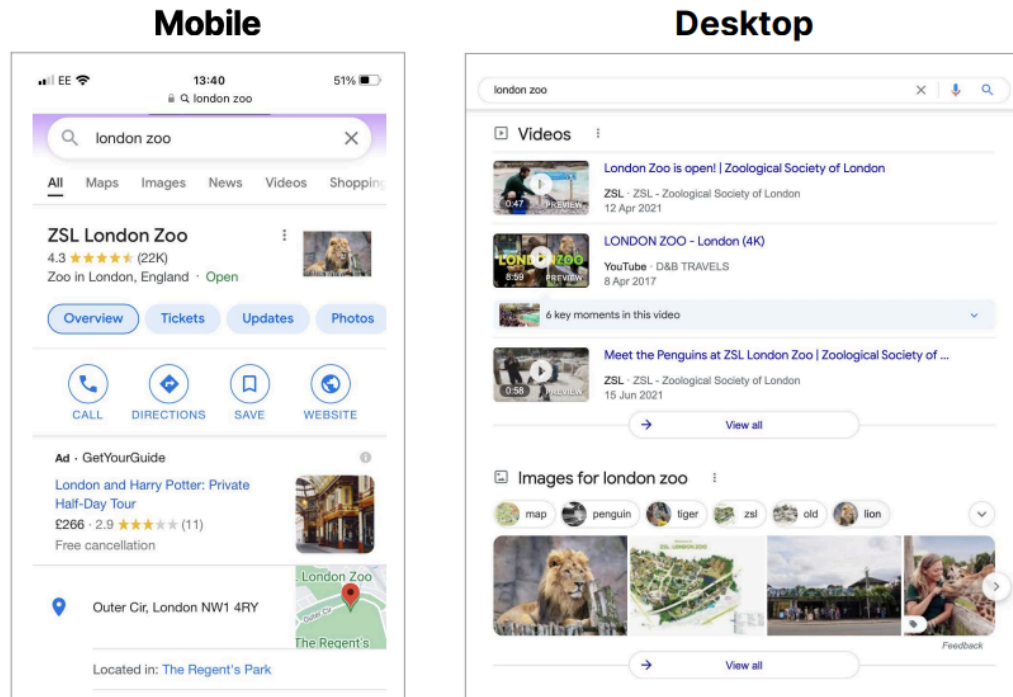 Mobile
EE
13:40
51%
london zoo
london zoo
All Maps Images News Videos Shopping
ZSL London Zoo
4.3 (22K)
Zoo in London, England · Open
Overview Tickets Updates Photos
CALL DIRECTIONS SAVE WEBSITE
Ad · GetYourGuide
London and Harry Potter: Private
Half-Day Tour
£266 · 2.9 (11)
Free cancellation
Outer Cir, London NW1 4RY
London Zoo
Outer Cir
The Regent's
Located in: The Regent's Park
Desktop
london zoo
Videos
0:47 PREVIEW
London Zoo is open! | Zoological Society of London
ZSL · ZSL - Zoological Society of London
12 Apr 2021
LONDON ZOO
8:59 PREVIEW
LONDON ZOO - London (4K)
YouTube · D&B TRAVELS
8 Apr 2017
6 key moments in this video
0:58 PREVIEW
Meet the Penguins at ZSL London Zoo | Zoological Society of ...
ZSL · ZSL - Zoological Society of London
15 Jun 2021
View all
Images for london zoo
map penguin tiger zsl old lion
ZSL LONDON ZOO
Feedback
View all